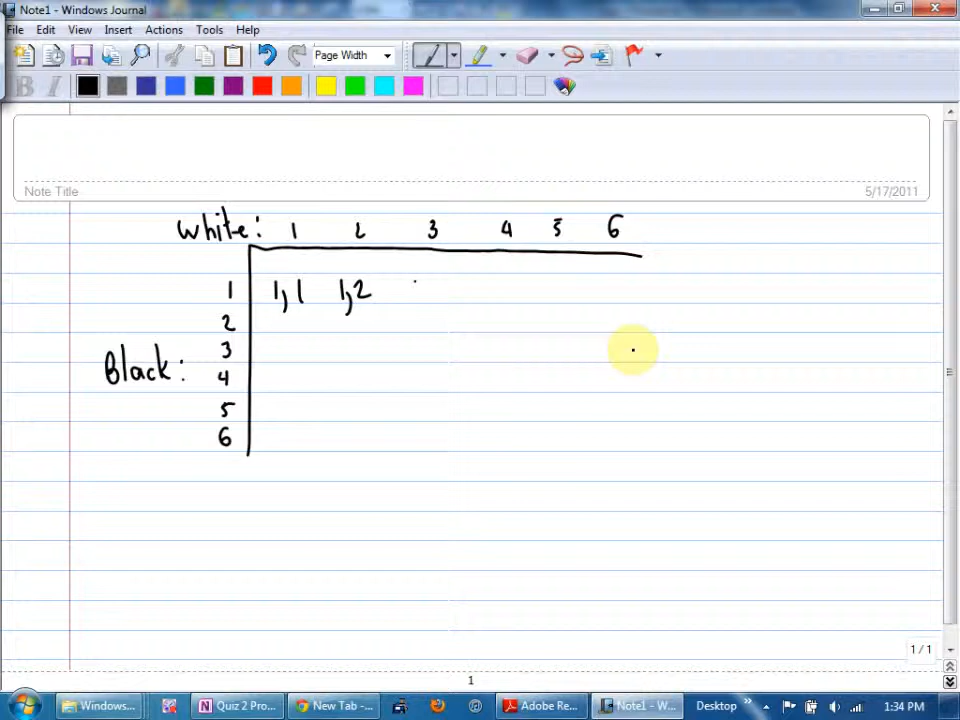 Note1 - Windows Journal
File Edit View Insert Actions Tools Help
Page Width
B I
Note Title
5/17/2011
white: 1 2 3 4 5 6
1 1,1 1,2
2
3
Black:
4
5
6
1 / 1
1
Windows... Quiz 2 Pro... New Tab -... Adobe Re... Note1 - W... Desktop » 1:34 PM